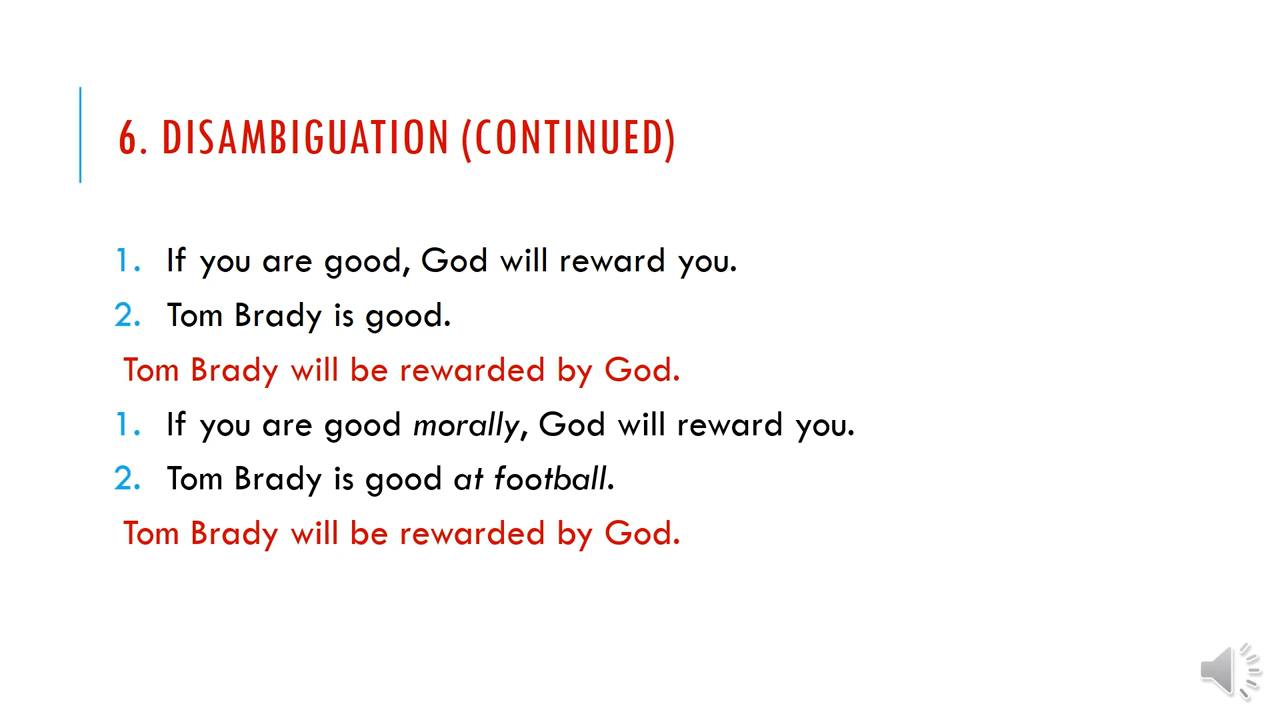 6. DISAMBIGUATION (CONTINUED)
1. If you are good, God will reward you.
2. Tom Brady is good.
Tom Brady will be rewarded by God.
1. If you are good morally, God will reward you.
2. Tom Brady is good at football.
Tom Brady will be rewarded by God.